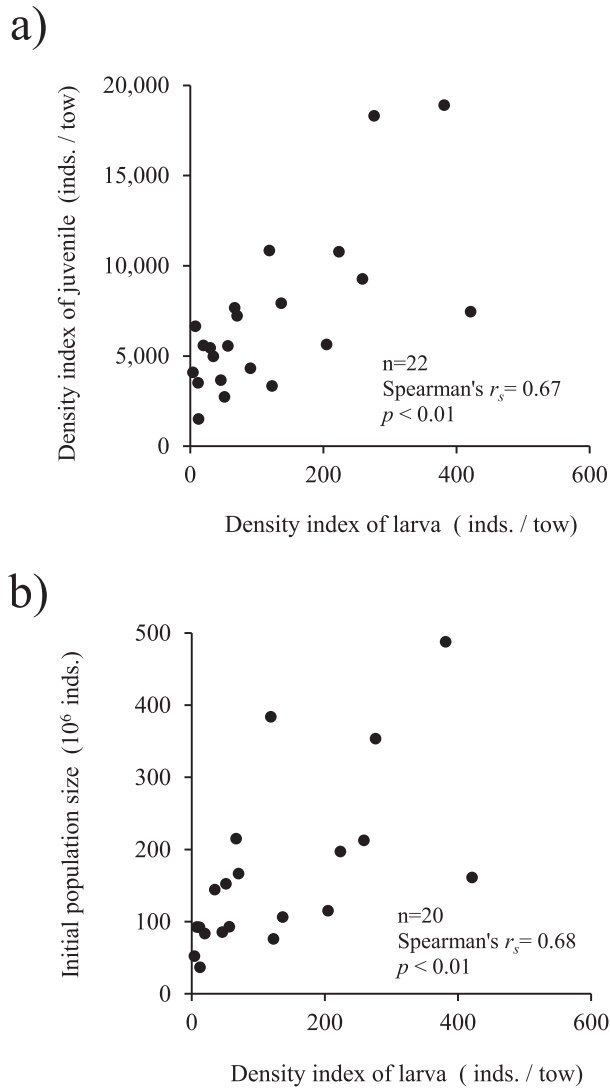 a)
Density index of juvenile (inds. / tow)
20,000
15,000
10,000
5,000
0
n=22
Spearman's rs= 0.67
p < 0.01
0 200 400 600
Density index of larva ( inds. / tow)
b)
Initial population size (10⁶ inds.)
500
400
300
200
100
0
n=20
Spearman's rs= 0.68
p < 0.01
0 200 400 600
Density index of larva ( inds. / tow)